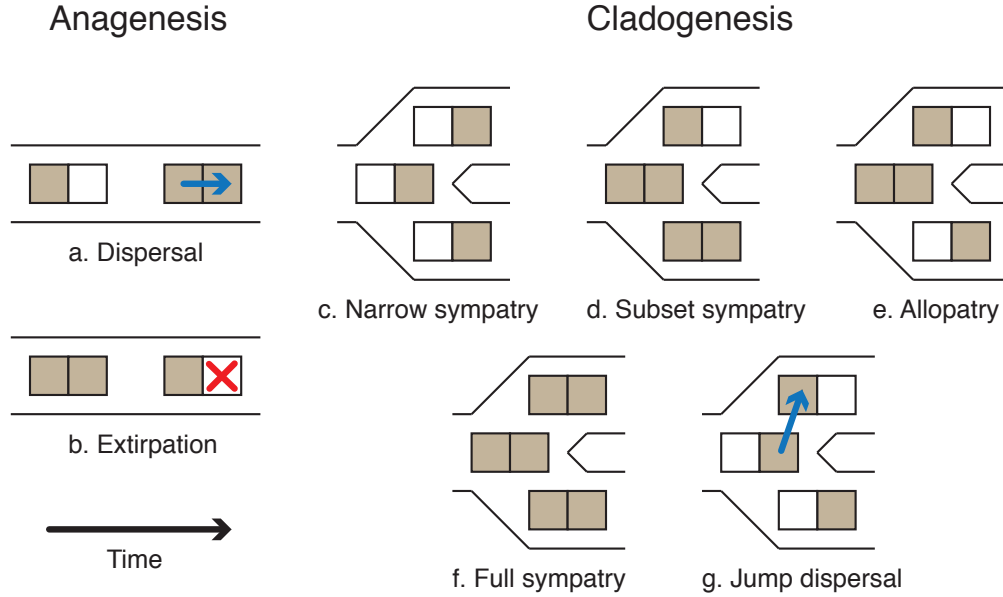 Anagenesis
Cladogenesis
a. Dispersal
b. Extirpation
Time
c. Narrow sympatry
d. Subset sympatry
e. Allopatry
f. Full sympatry
g. Jump dispersal